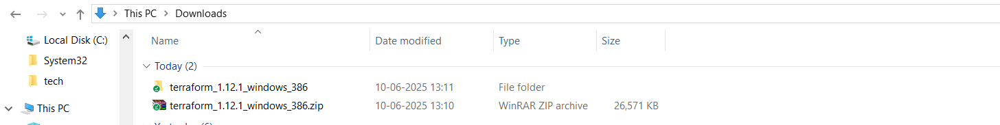 This PC > Downloads
Local Disk (C:)
System32
tech
This PC
Name Date modified Type Size
Today (2)
terraform_1.12.1_windows_386 10-06-2025 13:11 File folder
terraform_1.12.1_windows_386.zip 10-06-2025 13:10 WinRAR ZIP archive 26,571 KB